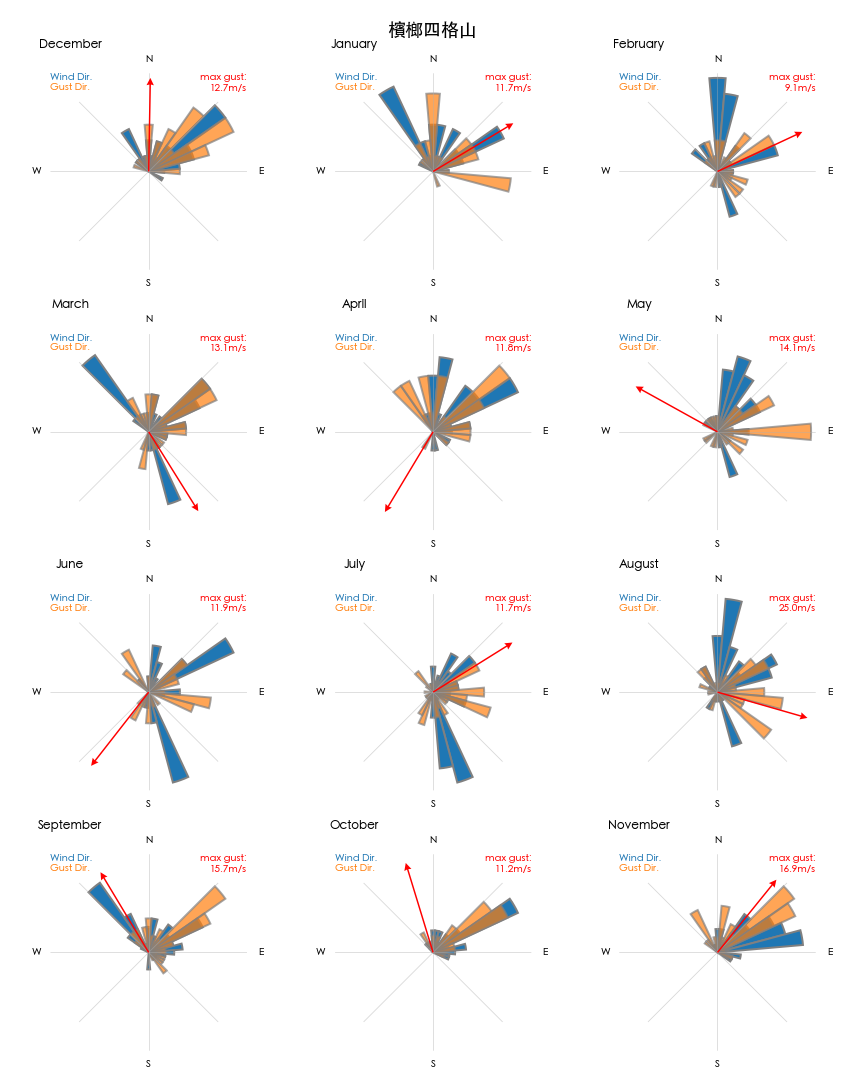 檳榔四格山
December
January
February
N
N
N
Wind Dir.
Gust Dir.
max gust:
12.7m/s
Wind Dir.
Gust Dir.
max gust:
11.7m/s
Wind Dir.
Gust Dir.
max gust:
9.1m/s
W
E
W
E
W
E
S
S
S
March
April
May
N
N
N
Wind Dir.
Gust Dir.
max gust:
13.1m/s
Wind Dir.
Gust Dir.
max gust:
11.8m/s
Wind Dir.
Gust Dir.
max gust:
14.1m/s
W
E
W
E
W
E
S
S
S
June
July
August
N
N
N
Wind Dir.
Gust Dir.
max gust:
11.9m/s
Wind Dir.
Gust Dir.
max gust:
11.7m/s
Wind Dir.
Gust Dir.
max gust:
25.0m/s
W
E
W
E
W
E
S
S
S
September
October
November
N
N
N
Wind Dir.
Gust Dir.
max gust:
15.7m/s
Wind Dir.
Gust Dir.
max gust:
11.2m/s
Wind Dir.
Gust Dir.
max gust:
16.9m/s
W
E
W
E
W
E
S
S
S